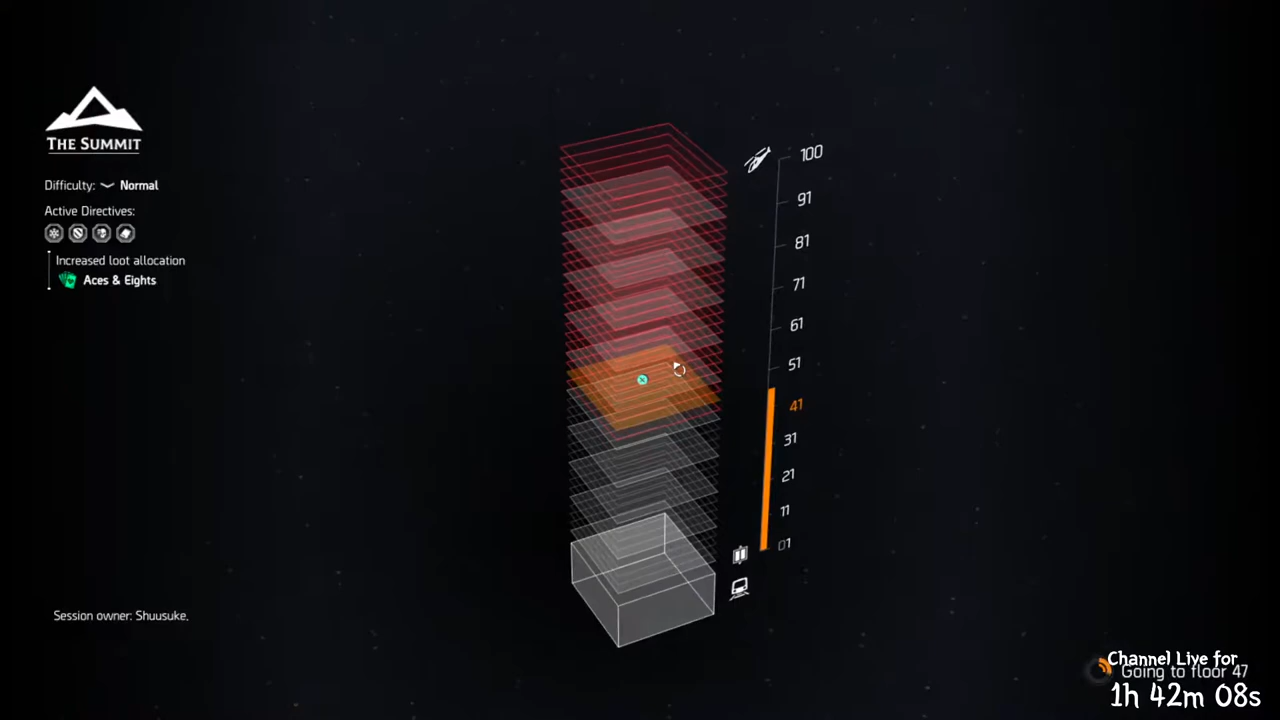 THE SUMMIT
Difficulty: Normal
Active Directives:
Increased loot allocation
Aces & Eights
100
91
81
71
61
51
41
31
21
11
01
Session owner: Shuusuke.
Channel Live for
Going to floor 47
1h 42m 08s